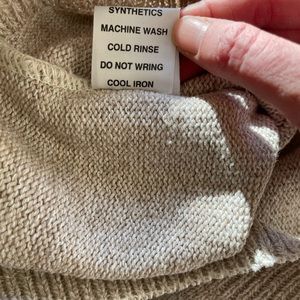 SYNTHETICS
MACHINE WASH
COLD RINSE
DO NOT WRING
COOL IRON